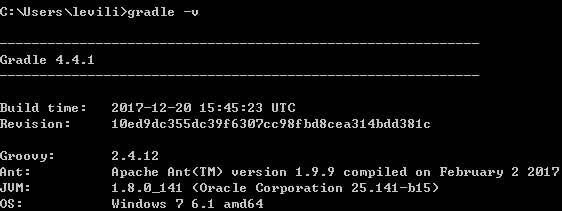 C:\Users\levili>gradle -v
------------------------------------------------------------
Gradle 4.4.1
------------------------------------------------------------
Build time:   2017-12-20 15:45:23 UTC
Revision:     10ed9dc355dc39f6307cc98fbd8cea314bdd381c
Groovy:       2.4.12
Ant:          Apache Ant(TM) version 1.9.9 compiled on February 2 2017
JVM:          1.8.0_141 (Oracle Corporation 25.141-b15)
OS:           Windows 7 6.1 amd64